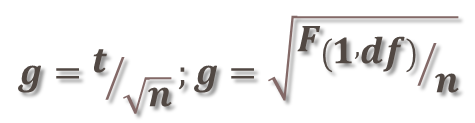 g = t/√n; g = √(F(1,df)/n)